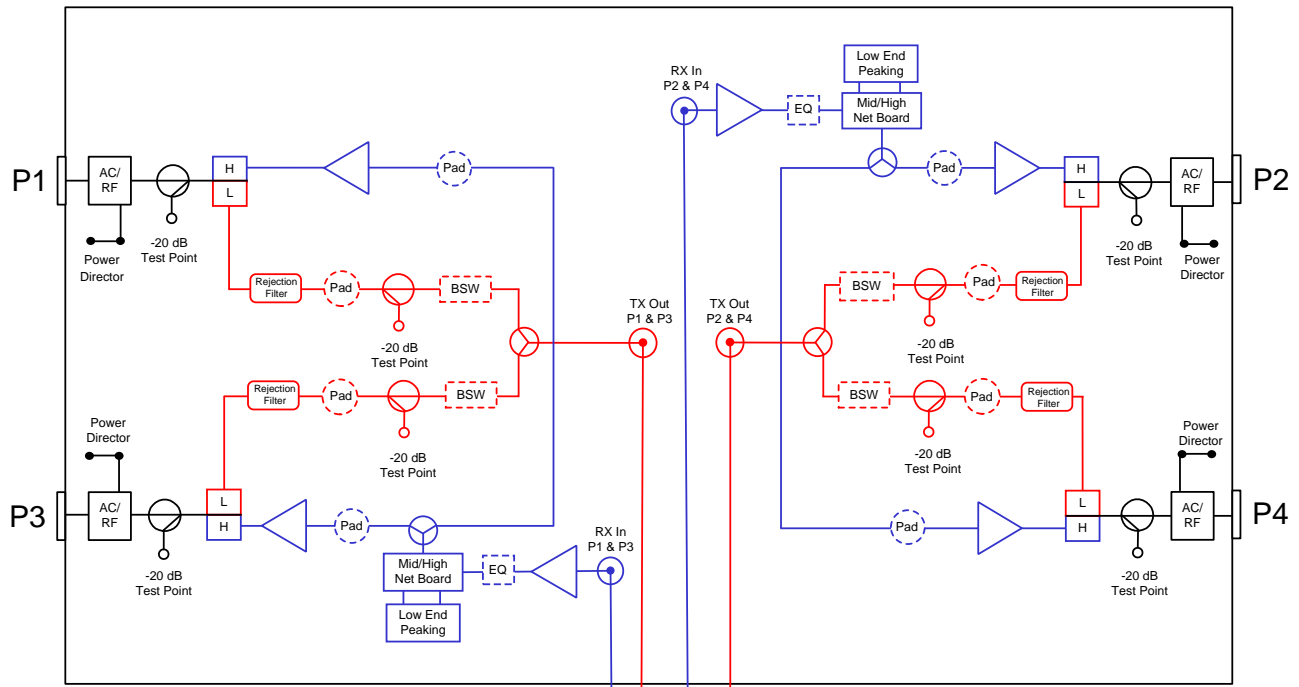 Low End
Peaking
RX In
P2 & P4
EQ
Mid/High
Net Board
P1
AC/
RF
H
L
Pad
Pad
H
L
AC/
RF
P2
-20 dB
Test Point
Power
Director
-20 dB
Test Point
Power
Director
Rejection
Filter
Pad
BSW
BSW
Pad
Rejection
Filter
TX Out
P1 & P3
TX Out
P2 & P4
-20 dB
Test Point
-20 dB
Test Point
Rejection
Filter
Pad
BSW
BSW
Pad
Rejection
Filter
Power
Director
-20 dB
Test Point
-20 dB
Test Point
Power
Director
P3
AC/
RF
L
H
Pad
RX In
P1 & P3
Pad
L
H
AC/
RF
P4
-20 dB
Test Point
Mid/High
Net Board
EQ
-20 dB
Test Point
Low End
Peaking